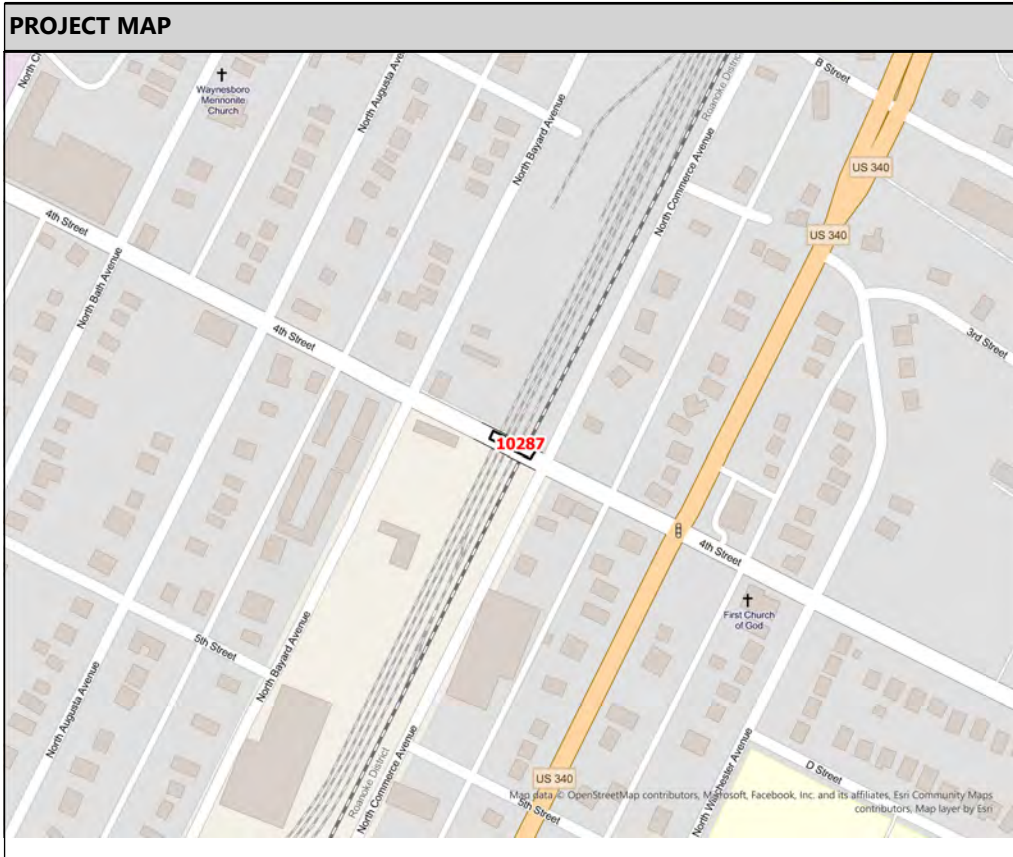 PROJECT MAP
North C
Waynesboro
Mennonite
Church
North Augusta Ave
North Bayard Avenue
Roanoke District
North Commerce Avenue
B Street
US 340
US 340
4th Street
North Bath Avenue
4th Street
3rd Street
10287
4th Street
First Church
of God
5th Street
North Bayard Avenue
North Augusta Avenue
Roanoke District
North Commerce Avenue
US 340
5th Street
North Winchester Avenue
D Street
Map data © OpenStreetMap contributors, Microsoft, Facebook, Inc. and its affiliates, Esri Community Maps
contributors, Map layer by Esri